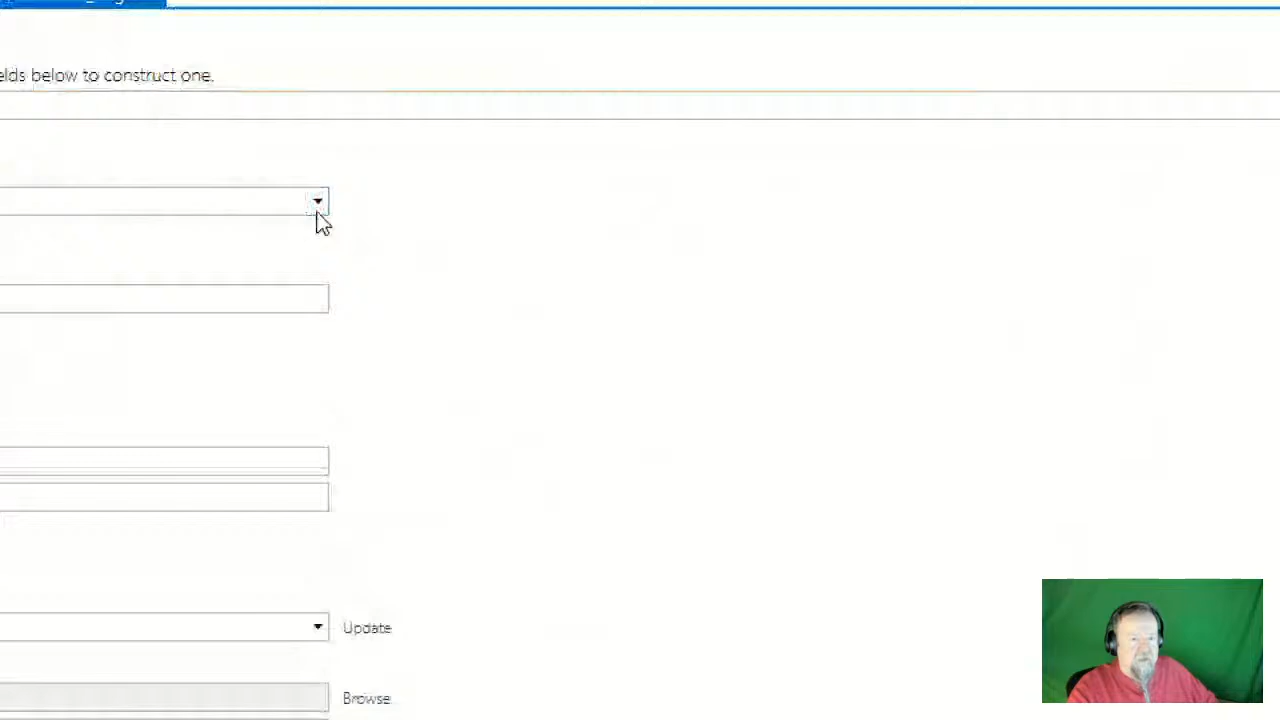 elds below to construct one.
Update
Browse